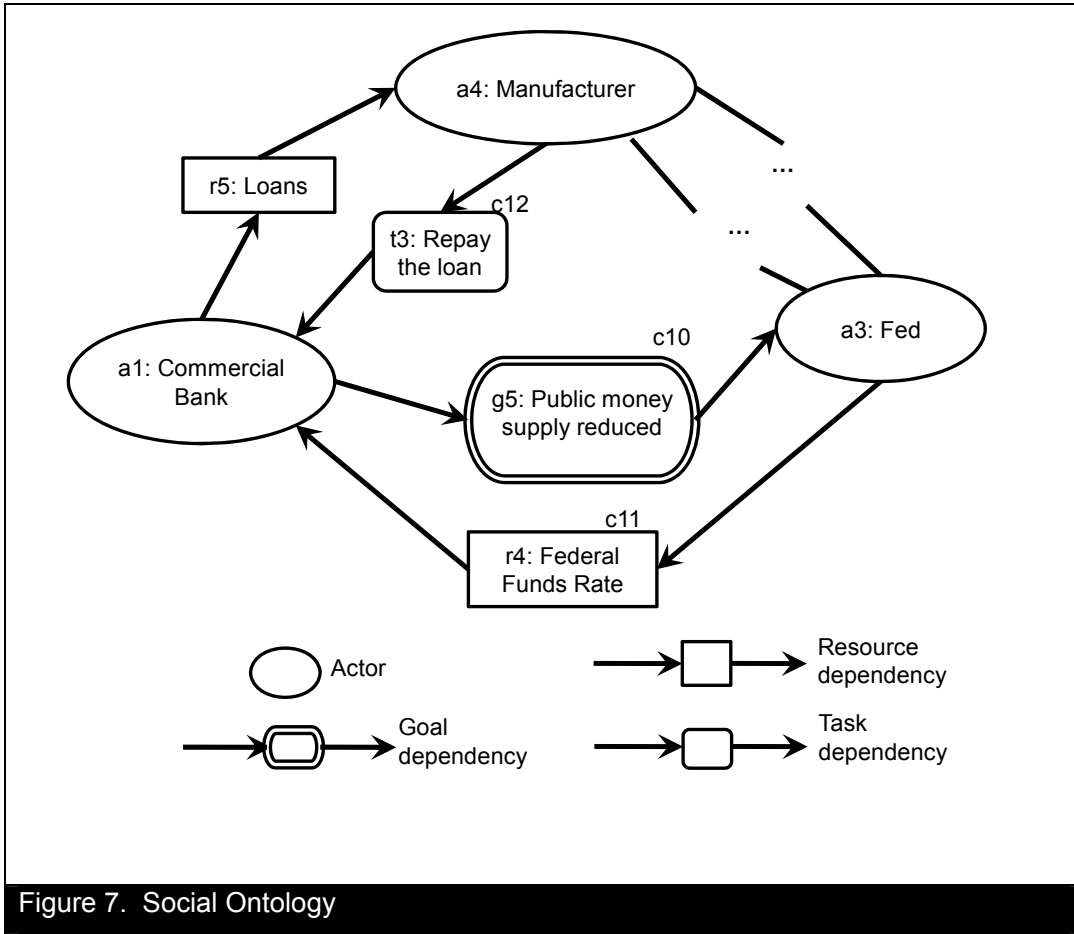 a4: Manufacturer
r5: Loans
c12
t3: Repay
the loan
...
...
a3: Fed
a1: Commercial
Bank
c10
g5: Public money
supply reduced
c11
r4: Federal
Funds Rate
Actor
Resource
dependency
Goal
dependency
Task
dependency
Figure 7. Social Ontology